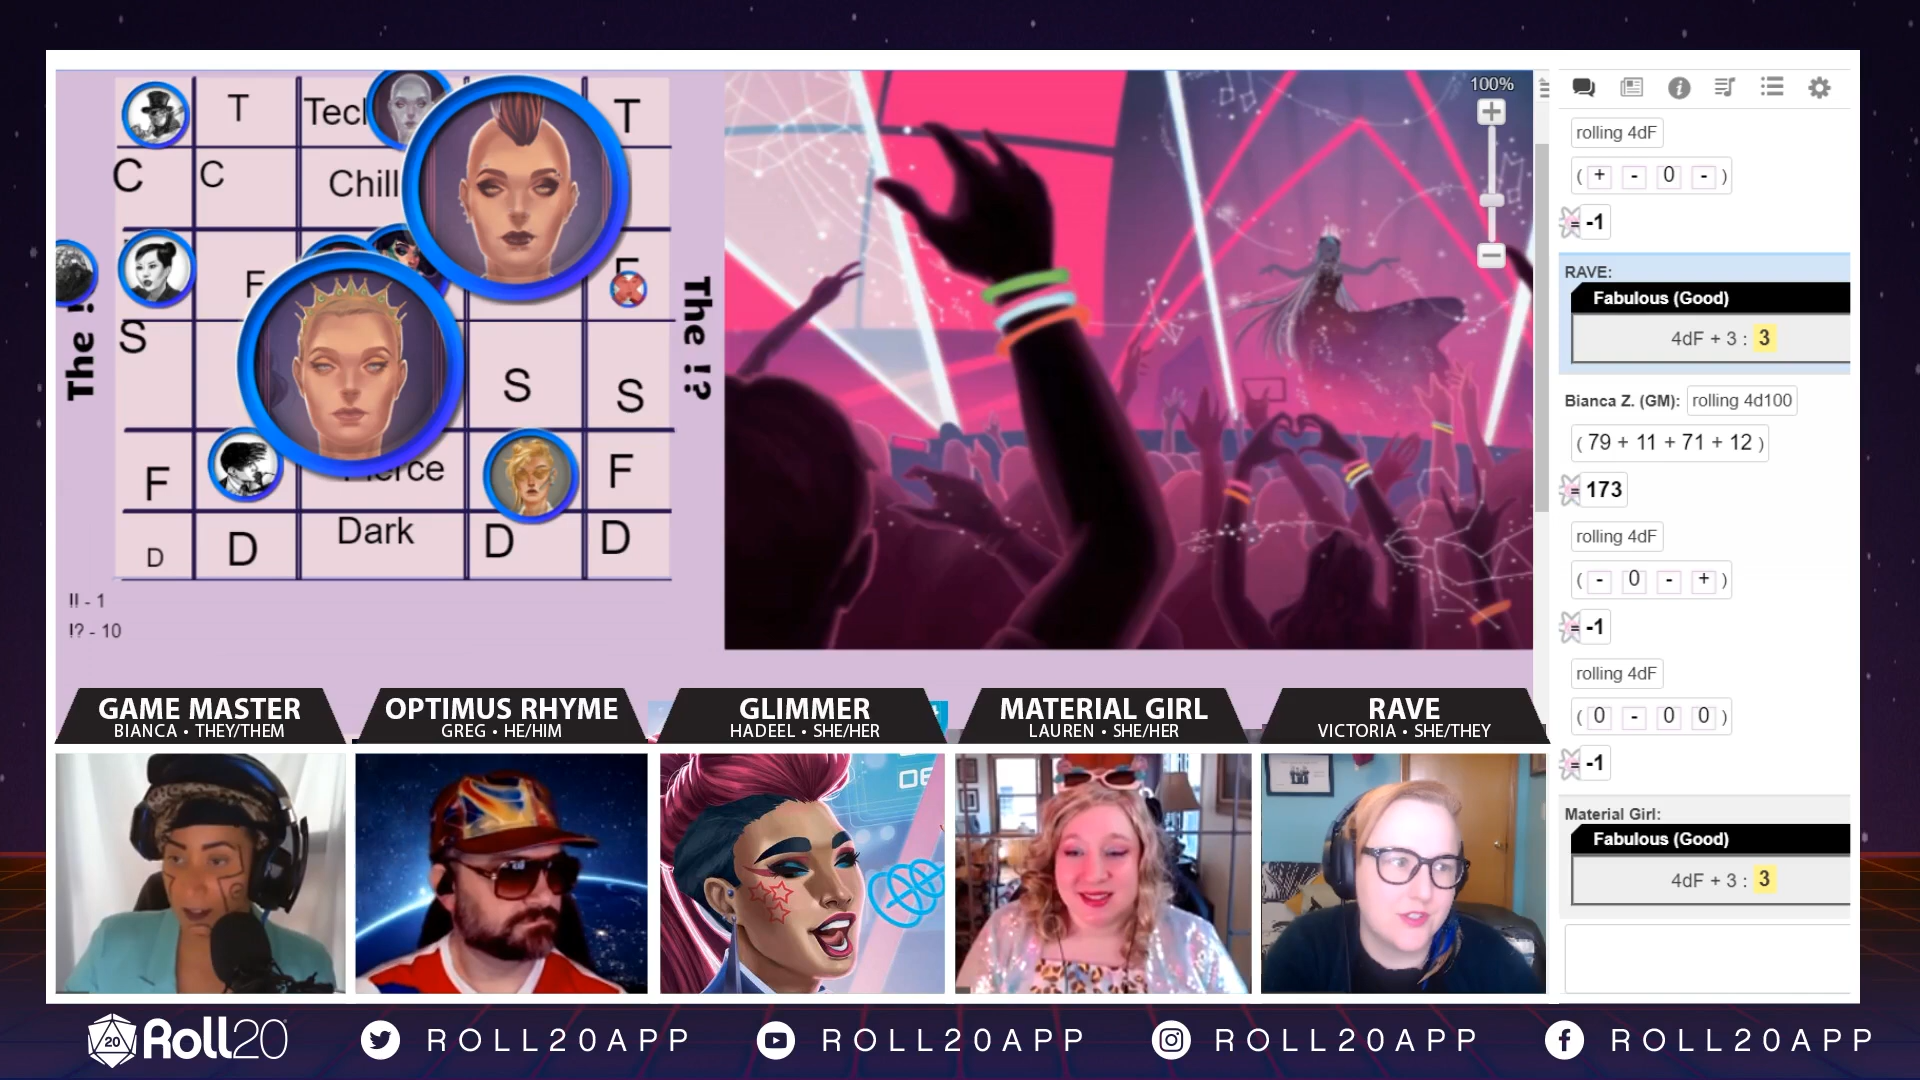 T
Tecl
T
C
C
Chill
F
F
The !
The !?
S
S
S
F
erce
F
D
D
Dark
D
D
!! - 1
!? - 10
100%
rolling 4dF
( + - 0 - )
= -1
RAVE:
Fabulous (Good)
4dF + 3 : 3
Bianca Z. (GM): rolling 4d100
( 79 + 11 + 71 + 12 )
= 173
rolling 4dF
( - 0 - + )
= -1
rolling 4dF
( 0 - 0 0 )
= -1
Material Girl:
Fabulous (Good)
4dF + 3 : 3
GAME MASTER
BIANCA • THEY/THEM
OPTIMUS RHYME
GREG • HE/HIM
GLIMMER
HADEEL • SHE/HER
MATERIAL GIRL
LAUREN • SHE/HER
RAVE
VICTORIA • SHE/THEY
20 Roll20
ROLL20APP
ROLL20APP
ROLL20APP
ROLL20APP